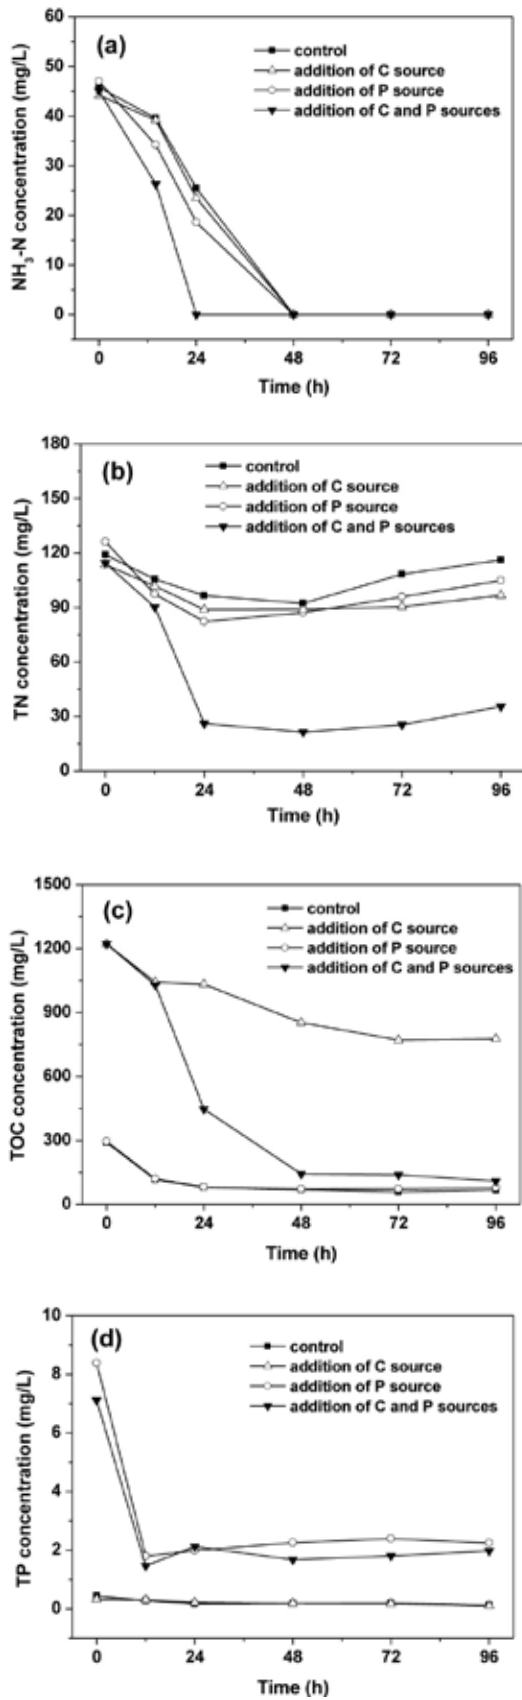 (a)
control
addition of C source
addition of P source
addition of C and P sources
NH3-N concentration (mg/L)
60
50
40
30
20
10
0
0 24 48 72 96
Time (h)
(b)
control
addition of C source
addition of P source
addition of C and P sources
TN concentration (mg/L)
180
150
120
90
60
30
0
0 24 48 72 96
Time (h)
(c)
control
addition of C source
addition of P source
addition of C and P sources
TOC concentration (mg/L)
1500
1200
900
600
300
0
0 24 48 72 96
Time (h)
(d)
control
addition of C source
addition of P source
addition of C and P sources
TP concentration (mg/L)
10
8
6
4
2
0
0 24 48 72 96
Time (h)